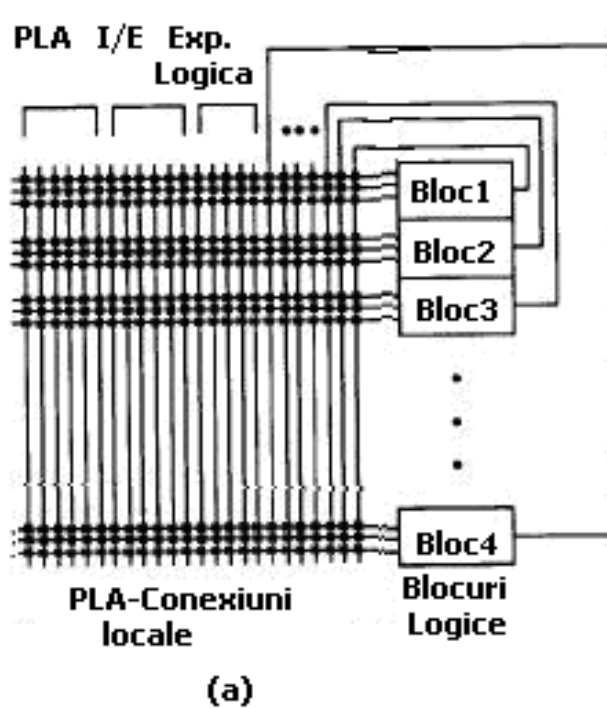 PLA I/E Exp.
Logica
Bloc1
Bloc2
Bloc3
Bloc4
PLA-Conexiuni
locale
Blocuri
Logice
(a)